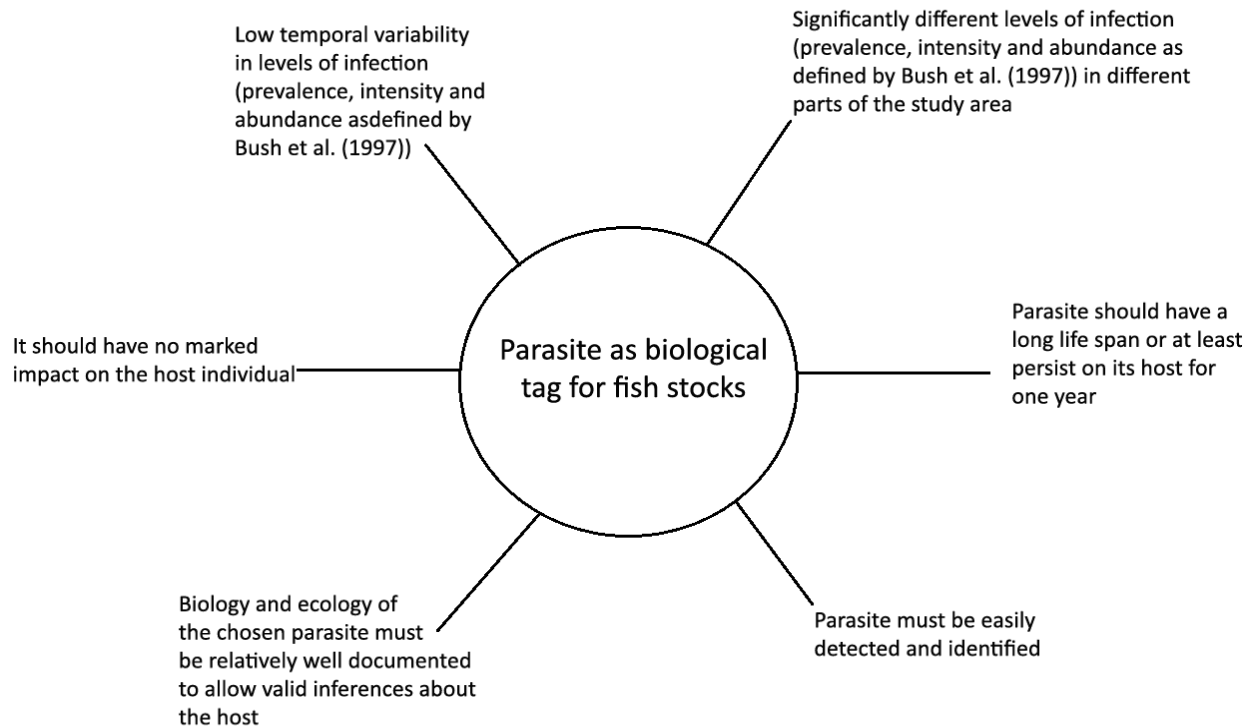 Low temporal variability
in levels of infection
(prevalence, intensity and
abundance asdefined by
Bush et al. (1997))
Significantly different levels of infection
(prevalence, intensity and abundance as
defined by Bush et al. (1997)) in different
parts of the study area
It should have no marked
impact on the host individual
Parasite as biological
tag for fish stocks
Parasite should have a
long life span or at least
persist on its host for
one year
Biology and ecology of
the chosen parasite must
be relatively well documented
to allow valid inferences about
the host
Parasite must be easily
detected and identified